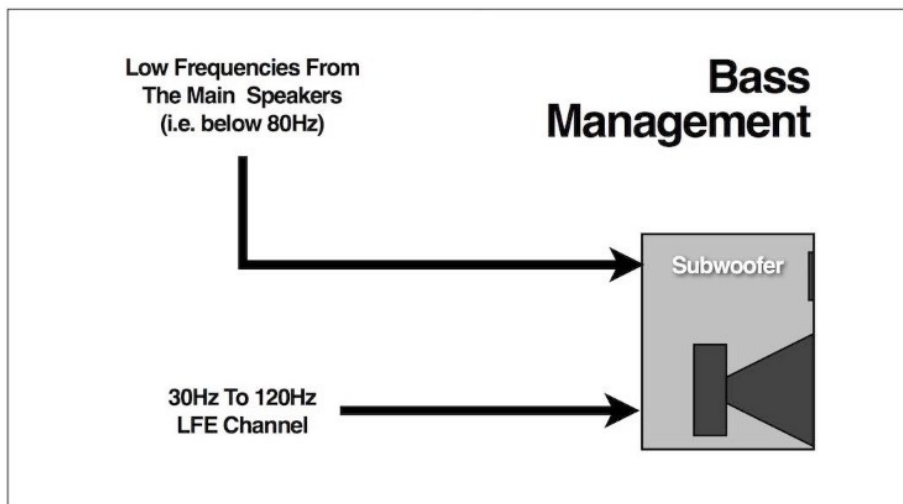 Low Frequencies From
The Main Speakers
(i.e. below 80Hz)
Bass
Management
Subwoofer
30Hz To 120Hz
LFE Channel